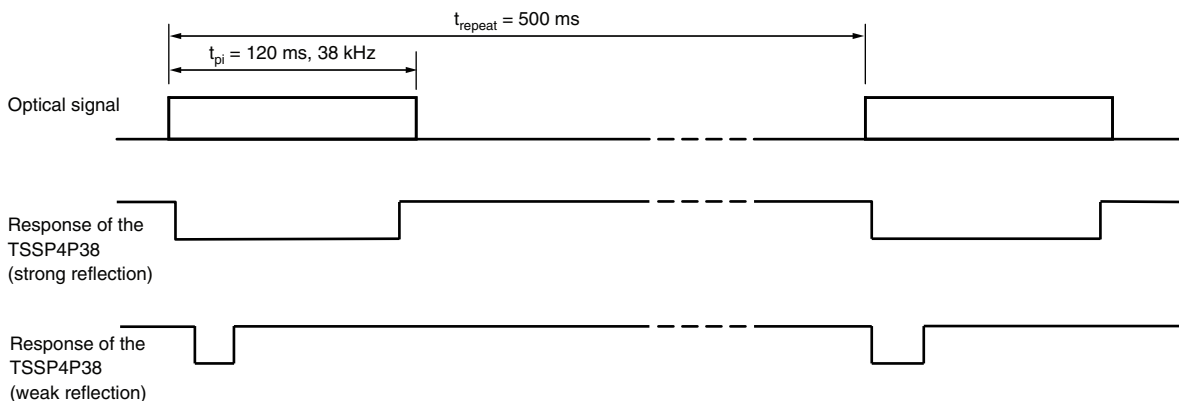 t_repeat = 500 ms
t_pi = 120 ms, 38 kHz
Optical signal
Response of the
TSSP4P38
(strong reflection)
Response of the
TSSP4P38
(weak reflection)